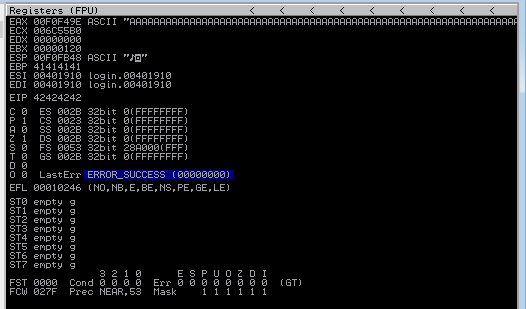 Registers (FPU) < < < < < < <
EAX 00F0F49E ASCII "AAAAAAAAAAAAAAAAAAAAAAAAAAAAAAAAAAAAAAAAAAAAAAAAAAAAAA
ECX 006C55B0
EDX 00000000
EBX 00000120
ESP 00F0FB48 ASCII "♪◘"
EBP 41414141
ESI 00401910 login.00401910
EDI 00401910 login.00401910
EIP 42424242
C 0 ES 002B 32bit 0(FFFFFFFF)
P 1 CS 0023 32bit 0(FFFFFFFF)
A 0 SS 002B 32bit 0(FFFFFFFF)
Z 1 DS 002B 32bit 0(FFFFFFFF)
S 0 FS 0053 32bit 28A000(FFF)
T 0 GS 002B 32bit 0(FFFFFFFF)
D 0
O 0 LastErr ERROR_SUCCESS (00000000)
EFL 00010246 (NO,NB,E,BE,NS,PE,GE,LE)
ST0 empty g
ST1 empty g
ST2 empty g
ST3 empty g
ST4 empty g
ST5 empty g
ST6 empty g
ST7 empty g
3 2 1 0 E S P U O Z D I
FST 0000 Cond 0 0 0 0 Err 0 0 0 0 0 0 0 0 (GT)
FCW 027F Prec NEAR,53 Mask 1 1 1 1 1 1